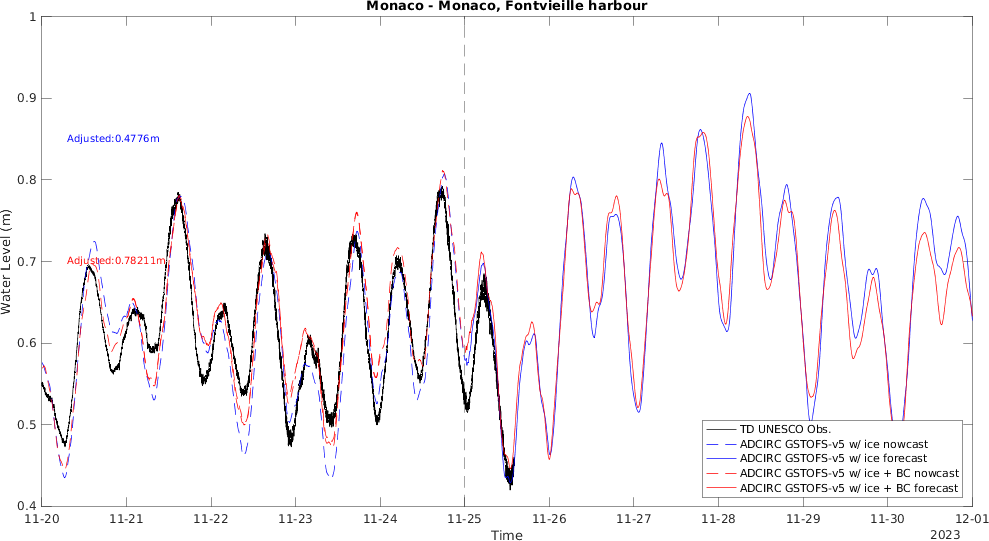 Monaco - Monaco, Fontvieille harbour
Water Level (m)
1
0.9
0.8
0.7
0.6
0.5
0.4
Adjusted:0.4776m
Adjusted:0.78211m
TD UNESCO Obs.
ADCIRC GSTOFS-v5 w/ ice nowcast
ADCIRC GSTOFS-v5 w/ ice forecast
ADCIRC GSTOFS-v5 w/ ice + BC nowcast
ADCIRC GSTOFS-v5 w/ ice + BC forecast
11-20 11-21 11-22 11-23 11-24 11-25 11-26 11-27 11-28 11-29 11-30 12-01
Time
2023